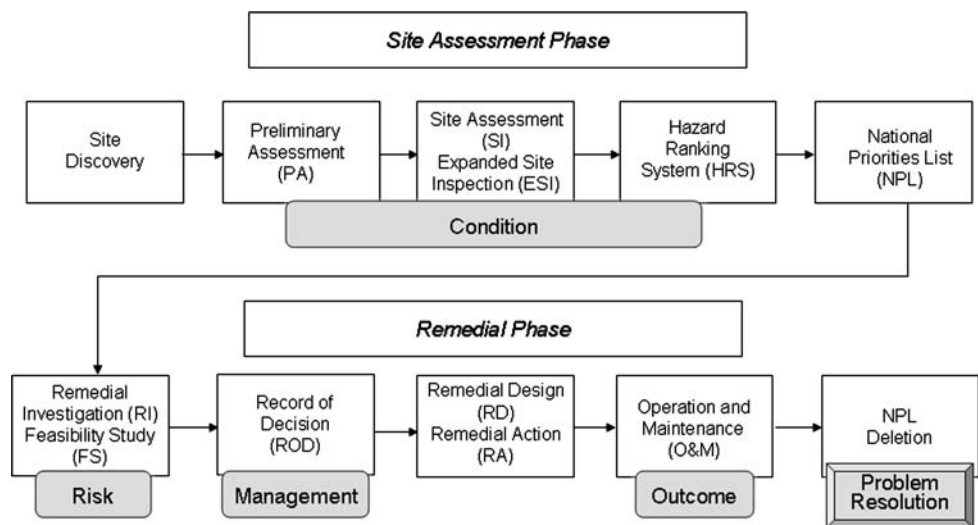 Site Assessment Phase
Site
Discovery
Preliminary
Assessment
(PA)
Site Assessment
(SI)
Expanded Site
Inspection (ESI)
Hazard
Ranking
System (HRS)
National
Priorities List
(NPL)
Condition
Remedial Phase
Remedial
Investigation (RI)
Feasibility Study
(FS)
Risk
Record of
Decision
(ROD)
Management
Remedial Design
(RD)
Remedial Action
(RA)
Operation and
Maintenance
(O&M)
Outcome
NPL
Deletion
Problem
Resolution